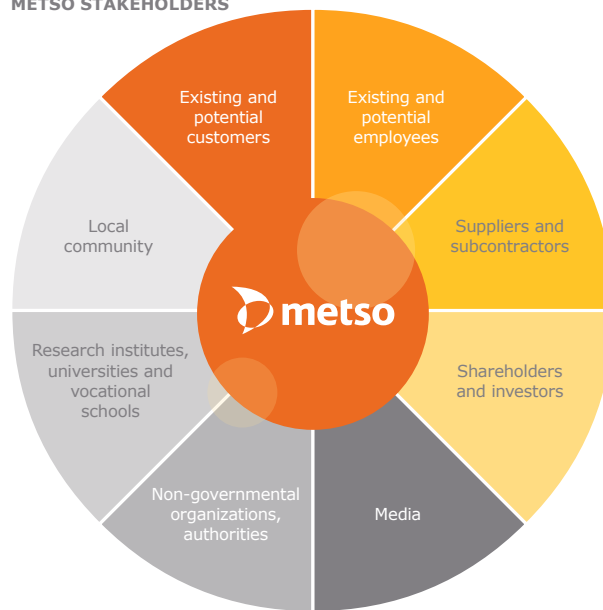 METSO STAKEHOLDERS
Existing and
potential
customers
Existing and
potential
employees
Suppliers and
subcontractors
Shareholders
and investors
Media
Non-governmental
organizations,
authorities
Research institutes,
universities and
vocational
schools
Local
community
metso